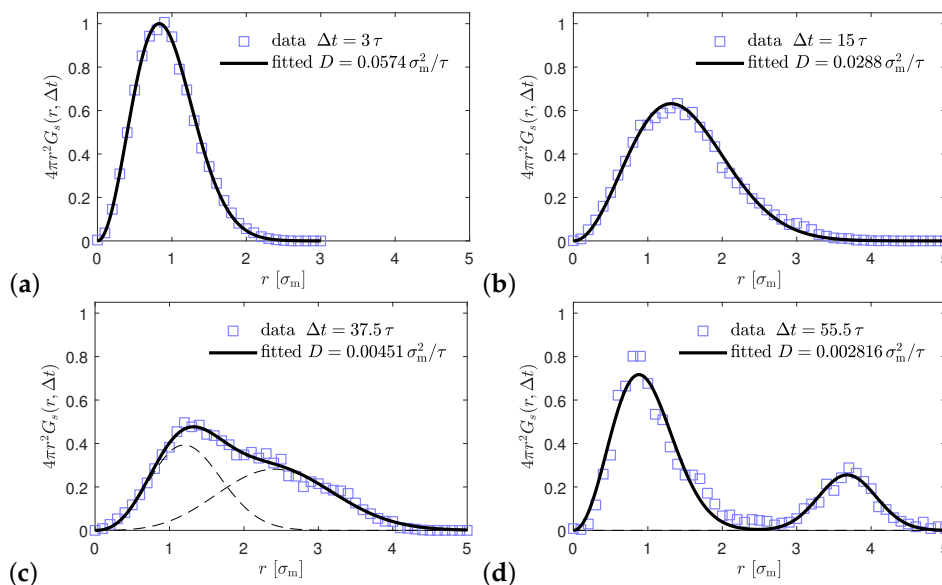 4πr²G_s(r, Δt)
1
0.8
0.6
0.4
0.2
0
data Δt = 3 τ
fitted D = 0.0574 σ_m²/τ
0 1 2 3 4 5
r [σ_m]
(a)
4πr²G_s(r, Δt)
1
0.8
0.6
0.4
0.2
0
data Δt = 15 τ
fitted D = 0.0288 σ_m²/τ
0 1 2 3 4 5
r [σ_m]
(b)
4πr²G_s(r, Δt)
1
0.8
0.6
0.4
0.2
0
data Δt = 37.5 τ
fitted D = 0.00451 σ_m²/τ
0 1 2 3 4 5
r [σ_m]
(c)
4πr²G_s(r, Δt)
1
0.8
0.6
0.4
0.2
0
data Δt = 55.5 τ
fitted D = 0.002816 σ_m²/τ
0 1 2 3 4 5
r [σ_m]
(d)